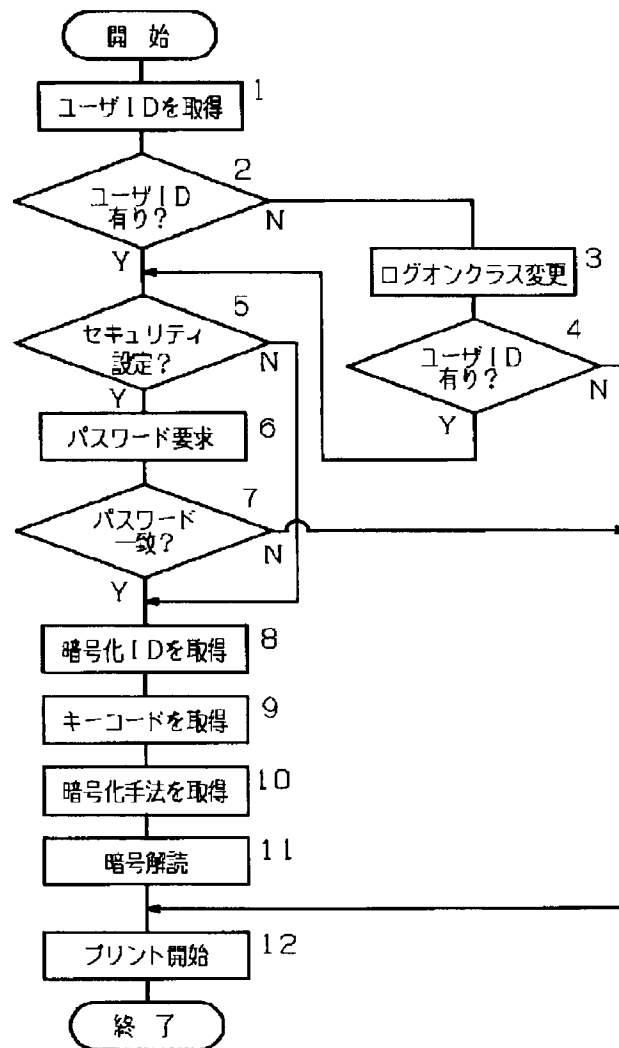 開 始
1
ユーザIDを取得
2
ユーザID
有り?
N
Y
3
ログオンクラス変更
4
ユーザID
有り?
N
Y
5
セキュリティ
設定?
N
Y
6
パスワード要求
7
パスワード
一致?
N
Y
8
暗号化IDを取得
9
キーコードを取得
10
暗号化手法を取得
11
暗号解読
12
プリント開始
終 了